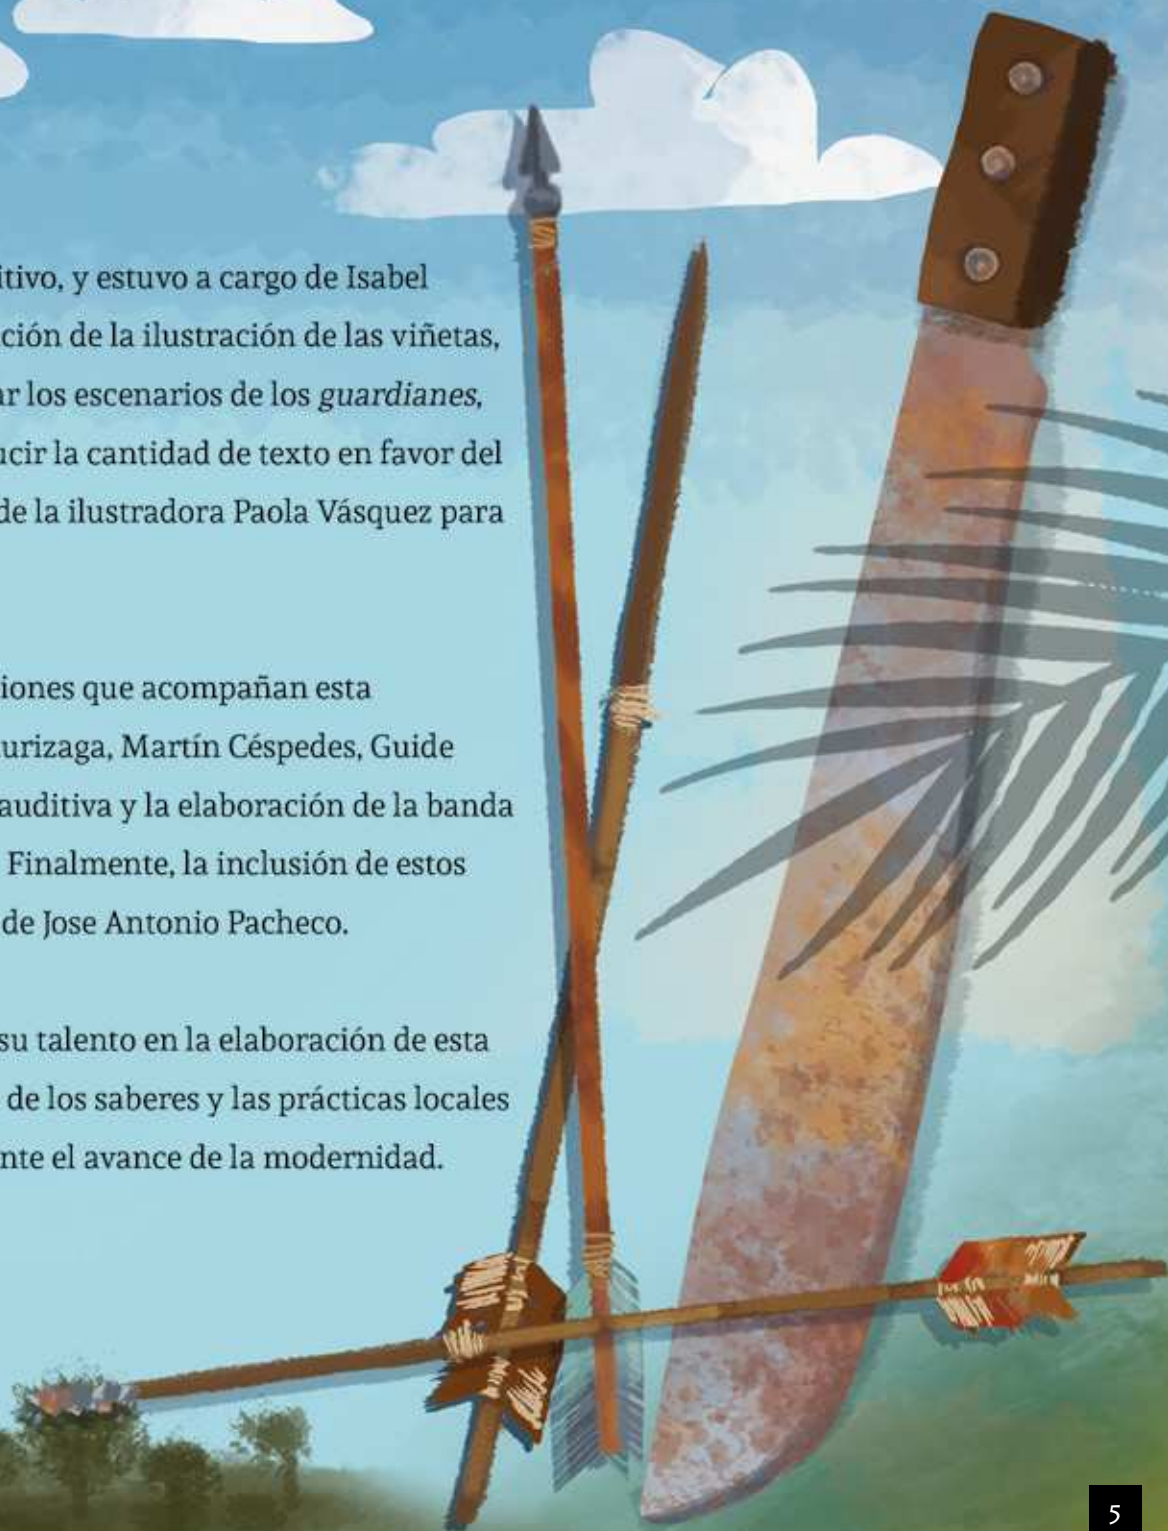 itivo, y estuvo a cargo de Isabel
ción de la ilustración de las viñetas,
ar los escenarios de los guardianes,
ucir la cantidad de texto en favor del
de la ilustradora Paola Vásquez para
siones que acompañan esta
urizaga, Martín Céspedes, Guide
auditiva y la elaboración de la banda
Finalmente, la inclusión de estos
de Jose Antonio Pacheco.
su talento en la elaboración de esta
de los saberes y las prácticas locales
nte el avance de la modernidad.
5